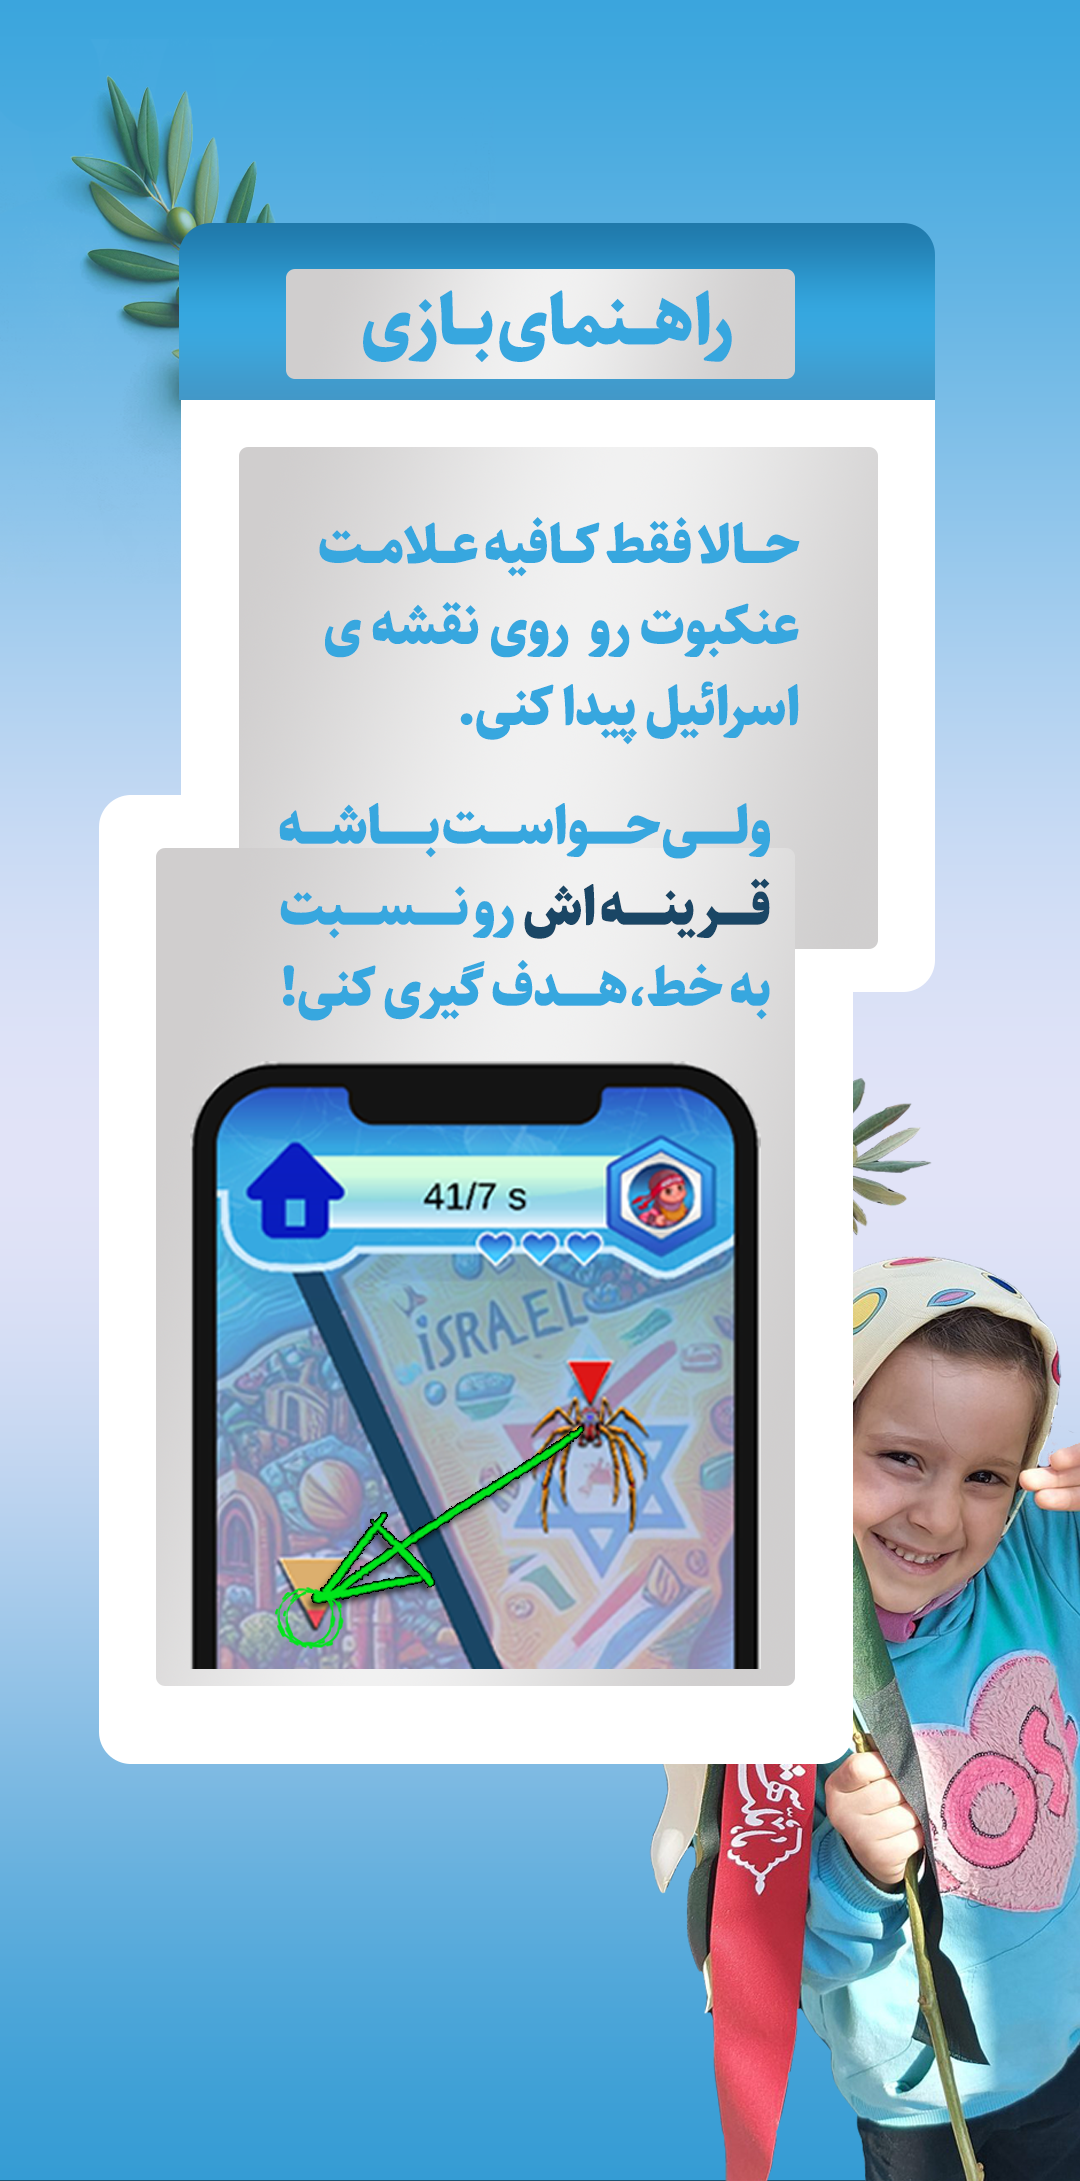 راهنمای بازی
حالا فقط کافیه علامت
عنکبوت رو روی نقشه ی
اسرائیل پیدا کنی.
ولی حواست باشه
قرینه اش رو نسبت
به خط، هدف گیری کنی!
41/7 s
iSRAEL